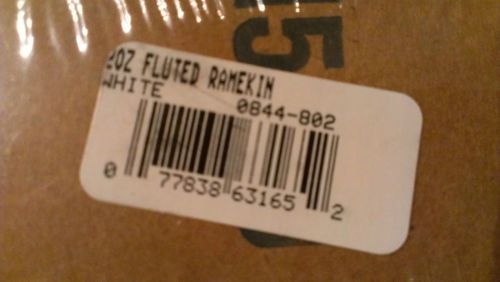 2OZ FLUTED RAMEKIN
WHITE
0844-802
0 77838 63165 2